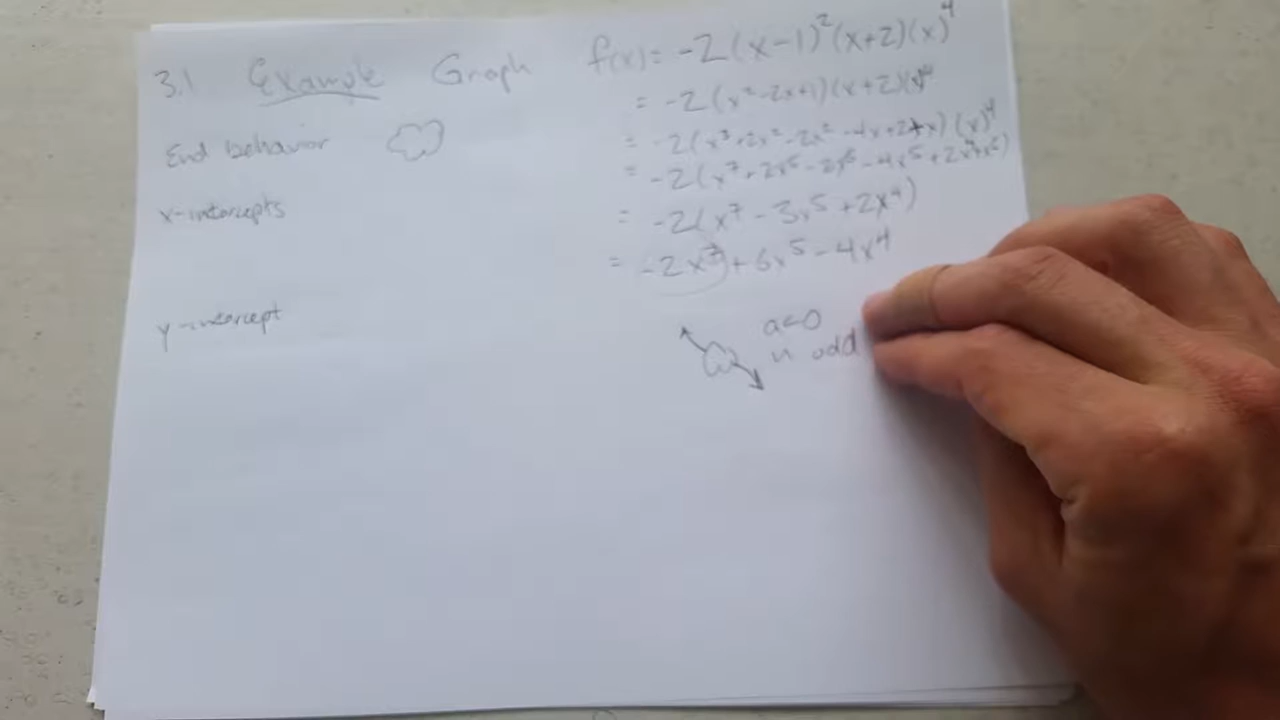 3.1 Example Graph f(x) = -2(x-1)²(x+2)(x)⁴
= -2(x²-2x+1)(x+2)(x)⁴
End behavior
= -2(x³+2x²-2x²-4x+2+x)(x)⁴
= -2(x⁷+2x⁶-2x⁶-4x⁵+2x⁴+x⁵)
x-intercepts
= -2(x⁷-3x⁵+2x⁴)
= -2x⁷+6x⁵-4x⁴
y-intercept
a<0
n odd